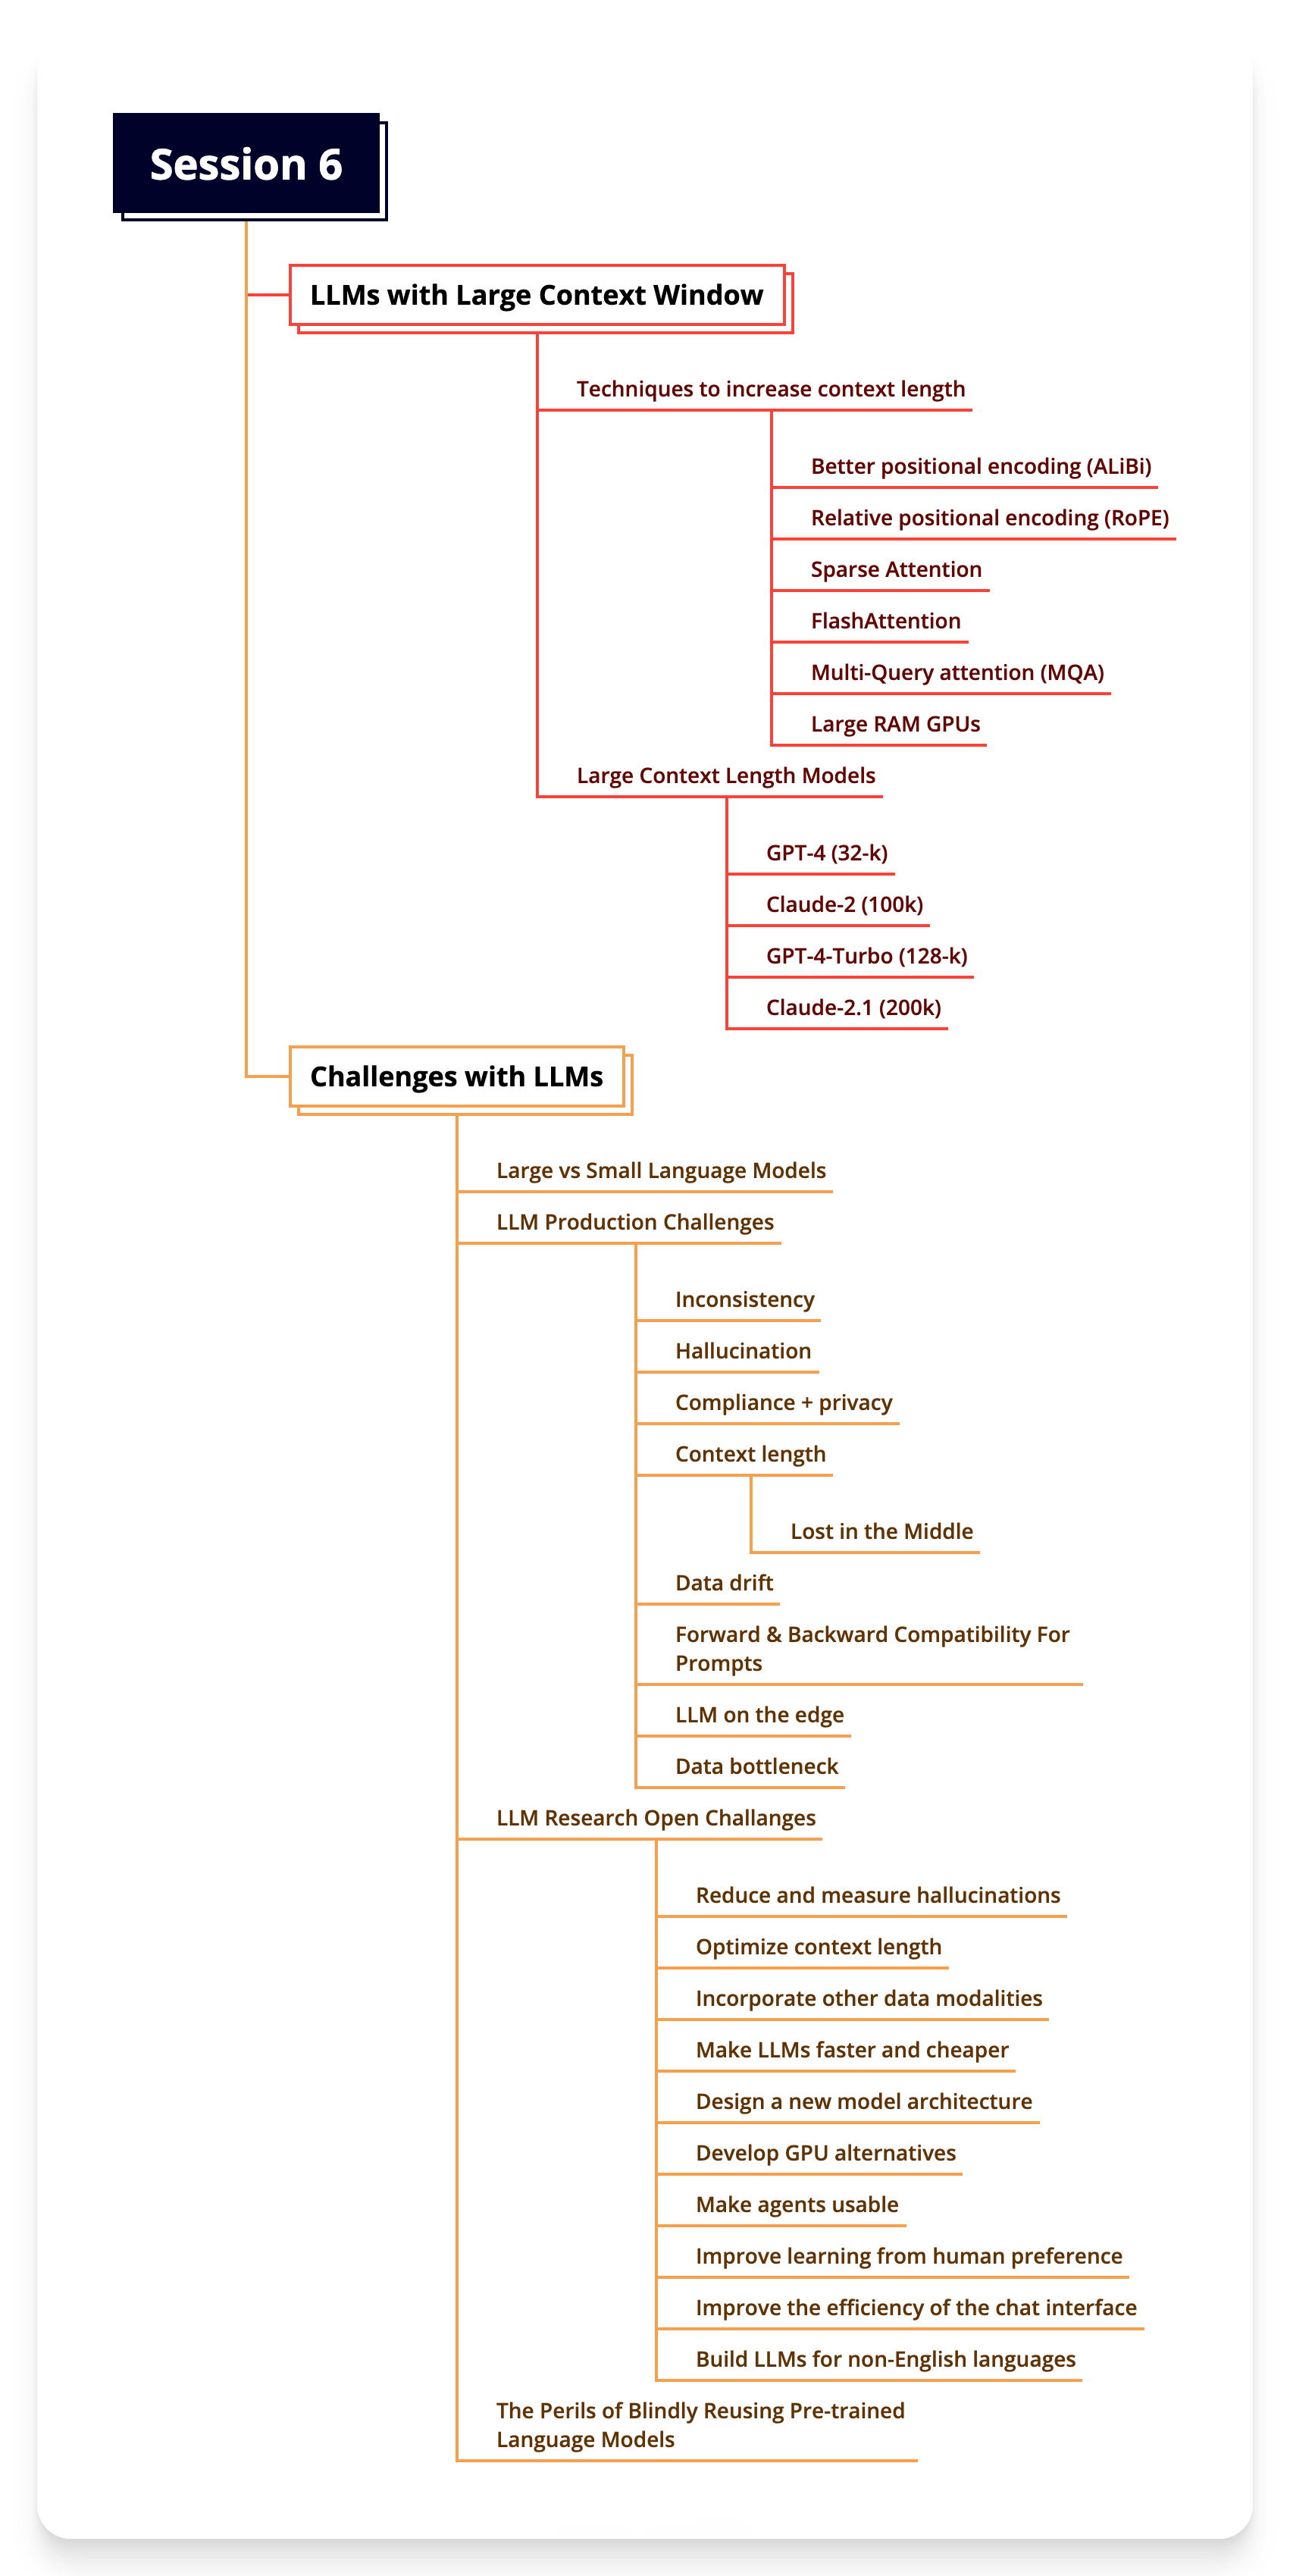 Session 6
LLMs with Large Context Window
Techniques to increase context length
Better positional encoding (ALiBi)
Relative positional encoding (RoPE)
Sparse Attention
FlashAttention
Multi-Query attention (MQA)
Large RAM GPUs
Large Context Length Models
GPT-4 (32-k)
Claude-2 (100k)
GPT-4-Turbo (128-k)
Claude-2.1 (200k)
Challenges with LLMs
Large vs Small Language Models
LLM Production Challenges
Inconsistency
Hallucination
Compliance + privacy
Context length
Lost in the Middle
Data drift
Forward & Backward Compatibility For
Prompts
LLM on the edge
Data bottleneck
LLM Research Open Challanges
Reduce and measure hallucinations
Optimize context length
Incorporate other data modalities
Make LLMs faster and cheaper
Design a new model architecture
Develop GPU alternatives
Make agents usable
Improve learning from human preference
Improve the efficiency of the chat interface
Build LLMs for non-English languages
The Perils of Blindly Reusing Pre-trained
Language Models